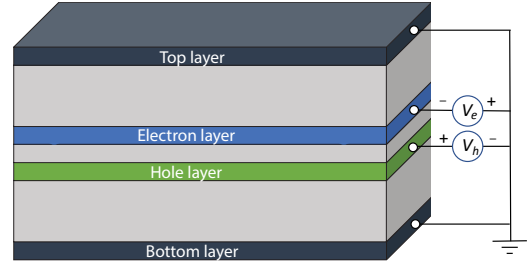 Top layer
Electron layer
− Vₑ +
Hole layer
+ Vₕ −
Bottom layer